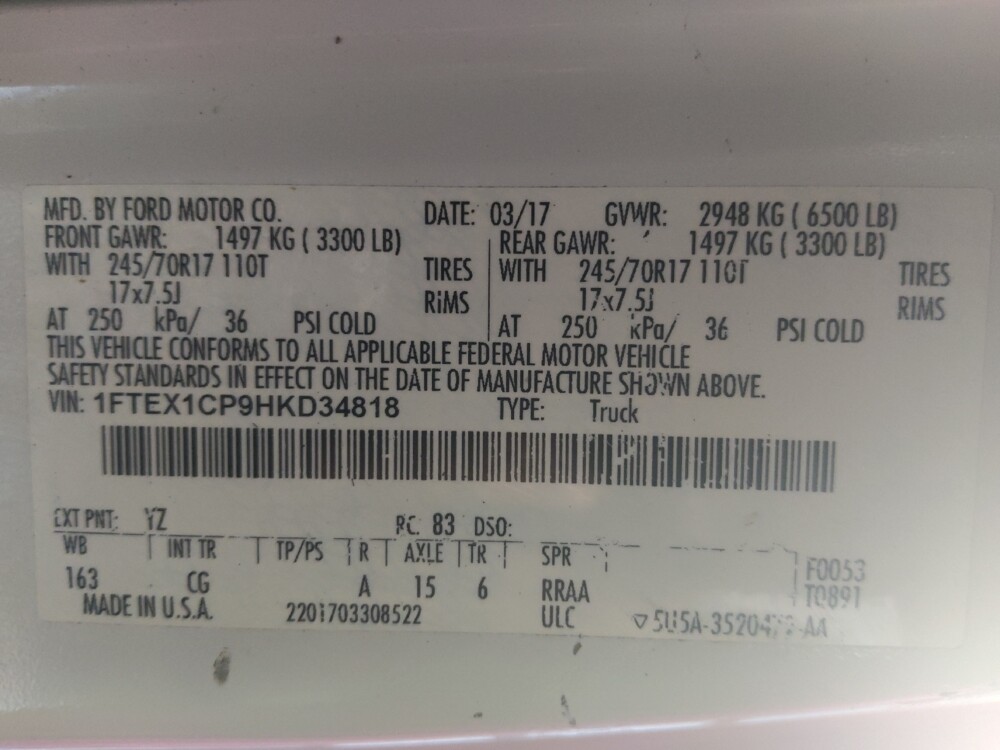 MFD. BY FORD MOTOR CO. DATE: 03/17 GVWR: 2948 KG ( 6500 LB)
FRONT GAWR: 1497 KG ( 3300 LB) REAR GAWR: 1497 KG ( 3300 LB)
WITH 245/70R17 110T TIRES WITH 245/70R17 110T TIRES
17x7.5J RIMS 17x7.5J RIMS
AT 250 kPa/ 36 PSI COLD AT 250 kPa/ 36 PSI COLD
THIS VEHICLE CONFORMS TO ALL APPLICABLE FEDERAL MOTOR VEHICLE
SAFETY STANDARDS IN EFFECT ON THE DATE OF MANUFACTURE SHOWN ABOVE.
VIN: 1FTEX1CP9HKD34818 TYPE: Truck
EXT PNT: YZ RC: 83 DSO:
WB INT TR TP/PS R AXLE TR SPR F0053
163 CG A 15 6 RRAA T0891
MADE IN U.S.A. 2201703308522 ULC